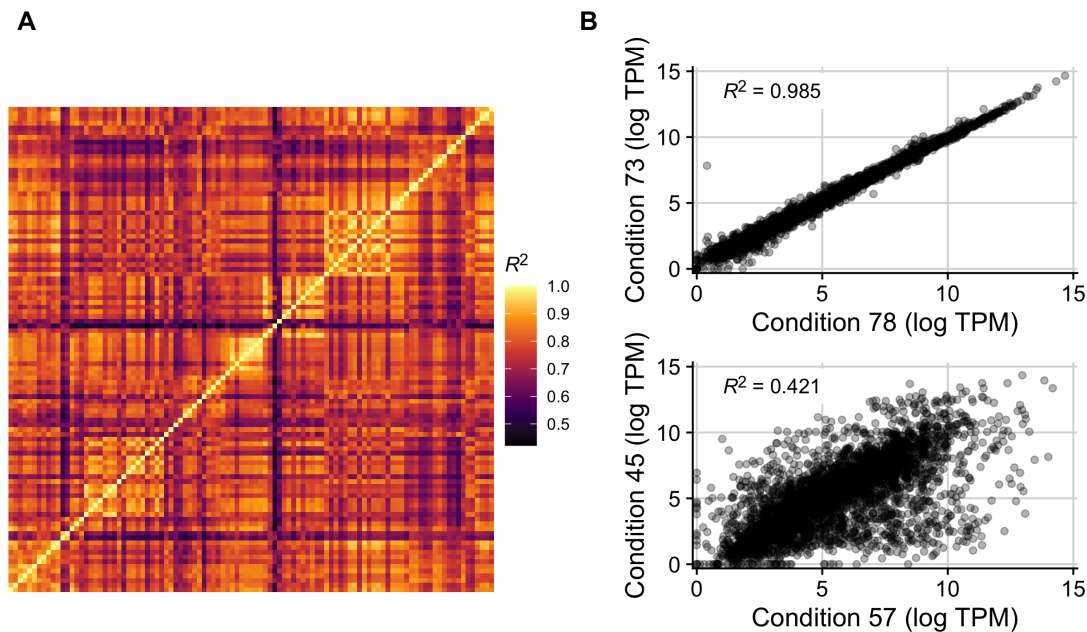 A
B
R²
1.0
0.9
0.8
0.7
0.6
0.5
Condition 73 (log TPM)
15
10
5
0
R² = 0.985
0 5 10 15
Condition 78 (log TPM)
Condition 45 (log TPM)
15
10
5
0
R² = 0.421
0 5 10 15
Condition 57 (log TPM)